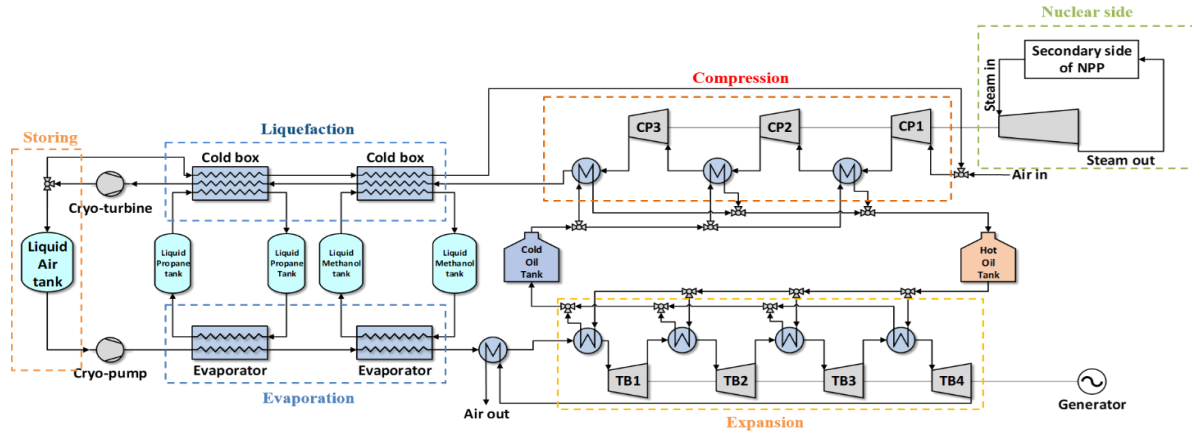 Nuclear side
Secondary side
of NPP
Steam in
Steam out
Compression
CP3
CP2
CP1
Air in
Storing
Liquefaction
Cold box
Cold box
Cryo-turbine
Liquid
Air
tank
Liquid
Propane
tank
Liquid
Propane
Tank
Liquid
Methanol
tank
Liquid
Methanol
tank
Cold
Oil
Tank
Hot
Oil
Tank
Cryo-pump
Evaporator
Evaporator
Evaporation
Air out
TB1
TB2
TB3
TB4
Expansion
Generator